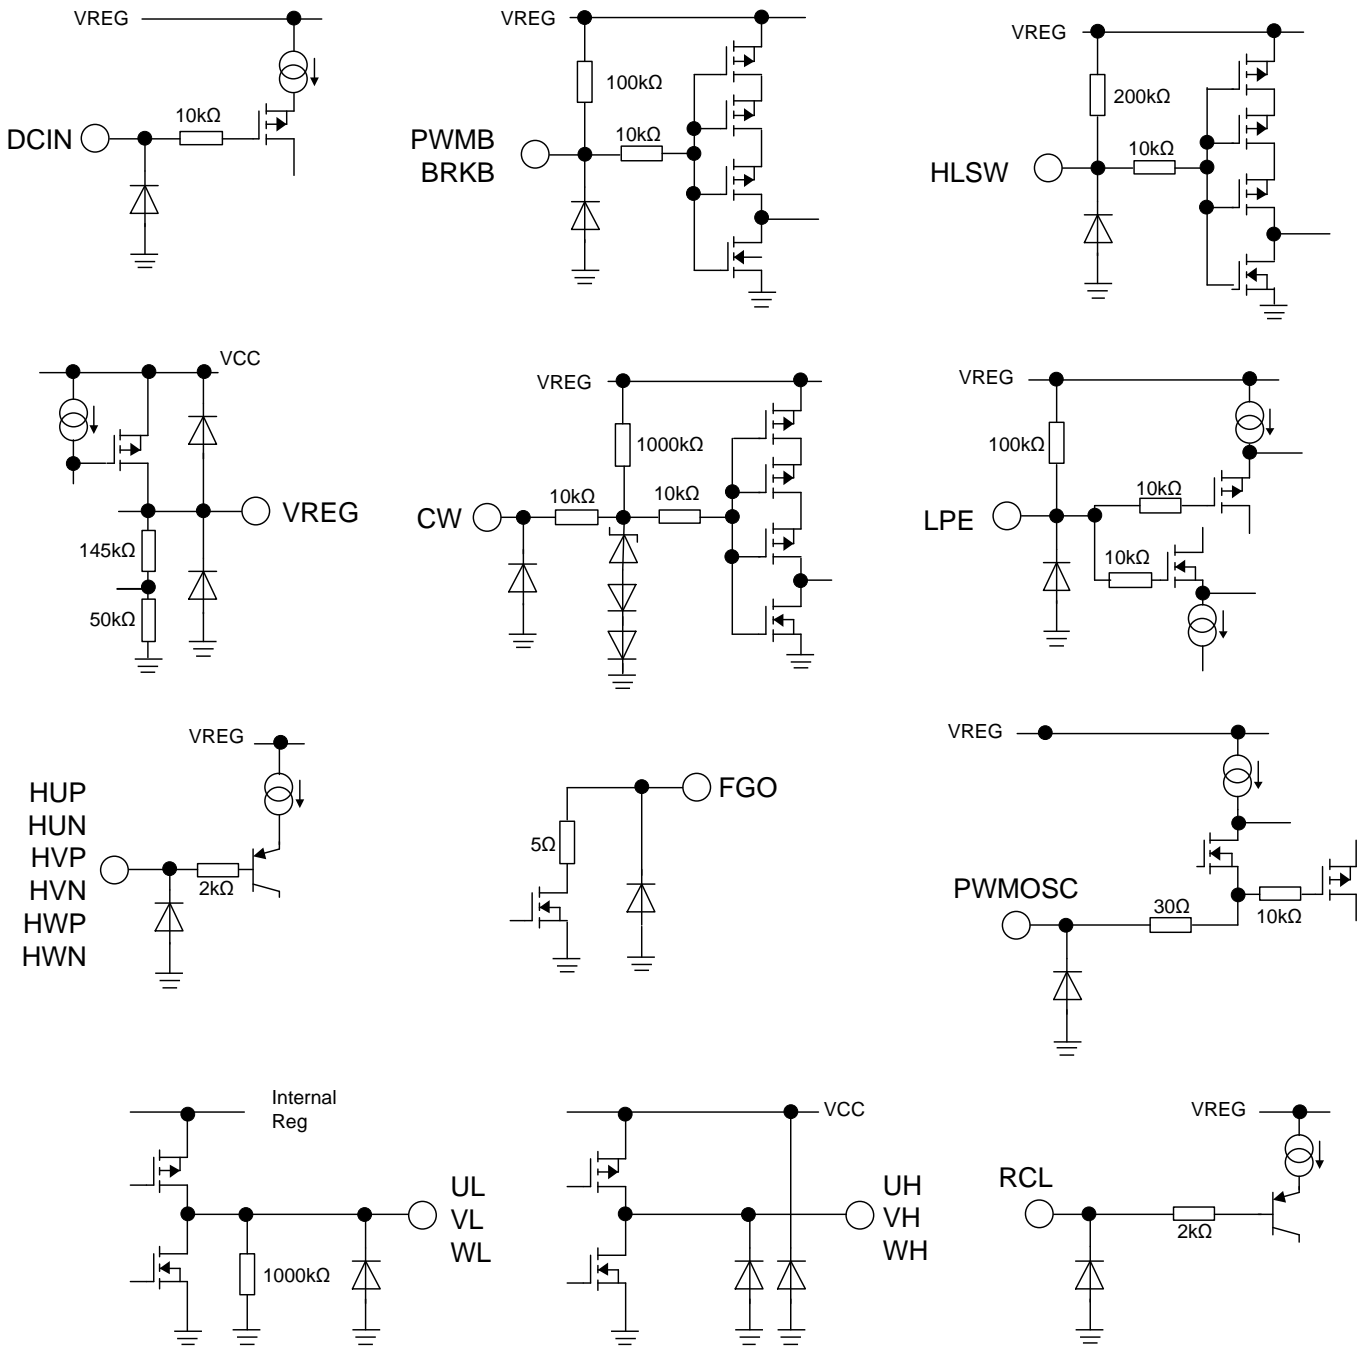 VREG
10kΩ
DCIN
VREG
100kΩ
10kΩ
PWMB
BRKB
VREG
200kΩ
10kΩ
HLSW
VCC
VREG
145kΩ
50kΩ
VREG
1000kΩ
10kΩ
10kΩ
CW
VREG
100kΩ
10kΩ
LPE
10kΩ
VREG
HUP
HUN
HVP
HVN
HWP
HWN
2kΩ
FGO
5Ω
VREG
PWMOSC
30Ω
10kΩ
Internal
Reg
UL
VL
WL
1000kΩ
VCC
UH
VH
WH
VREG
RCL
2kΩ